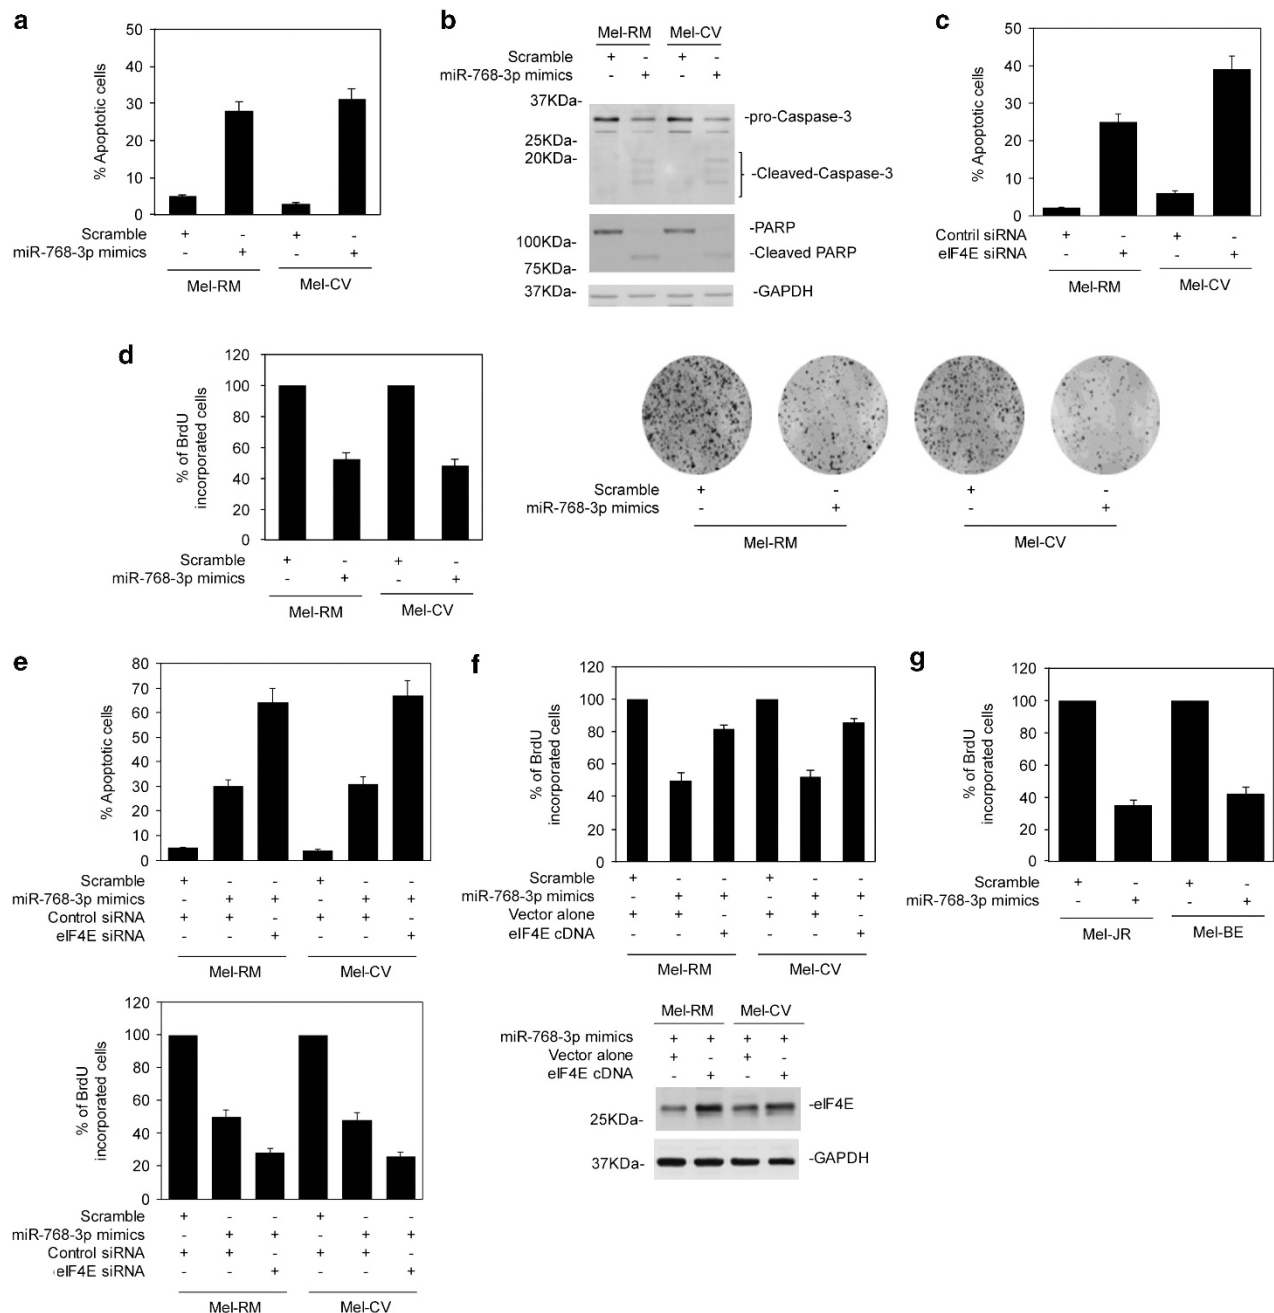 a
50
40
30
20
10
0
% Apoptotic cells
Scramble + - + -
miR-768-3p mimics - + - +
Mel-RM Mel-CV
b
Mel-RM Mel-CV
Scramble + - + -
miR-768-3p mimics - + - +
37KDa-
-pro-Caspase-3
25KDa-
20KDa-
-Cleaved-Caspase-3
-PARP
100KDa-
-Cleaved PARP
75KDa-
37KDa- -GAPDH
c
50
40
30
20
10
0
% Apoptotic cells
Contril siRNA + - + -
eIF4E siRNA - + - +
Mel-RM Mel-CV
d
120
100
80
60
40
20
0
% of BrdU
incorporated cells
Scramble + - + -
miR-768-3p mimics - + - +
Mel-RM Mel-CV
Scramble + - + -
miR-768-3p mimics - + - +
Mel-RM Mel-CV
e
80
70
60
50
40
30
20
10
0
% Apoptotic cells
Scramble + - - + - -
miR-768-3p mimics - + + - + +
Control siRNA + + - + + -
eIF4E siRNA - - + - - +
Mel-RM Mel-CV
120
100
80
60
40
20
0
% of BrdU
incorporated cells
Scramble + - - + - -
miR-768-3p mimics - + + - + +
Control siRNA + + - + + -
eIF4E siRNA - - + - - +
Mel-RM Mel-CV
f
120
100
80
60
40
20
0
% of BrdU
incorporated cells
Scramble + - - + - -
miR-768-3p mimics - + + - + +
Vector alone + + - + + -
eIF4E cDNA - - + - - +
Mel-RM Mel-CV
Mel-RM Mel-CV
miR-768-3p mimics + + + +
Vector alone + - + -
eIF4E cDNA - + - +
-eIF4E
25KDa-
37KDa- -GAPDH
g
120
100
80
60
40
20
0
% of BrdU
incorporated cells
Scramble + - + -
miR-768-3p mimics - + - +
Mel-JR Mel-BE